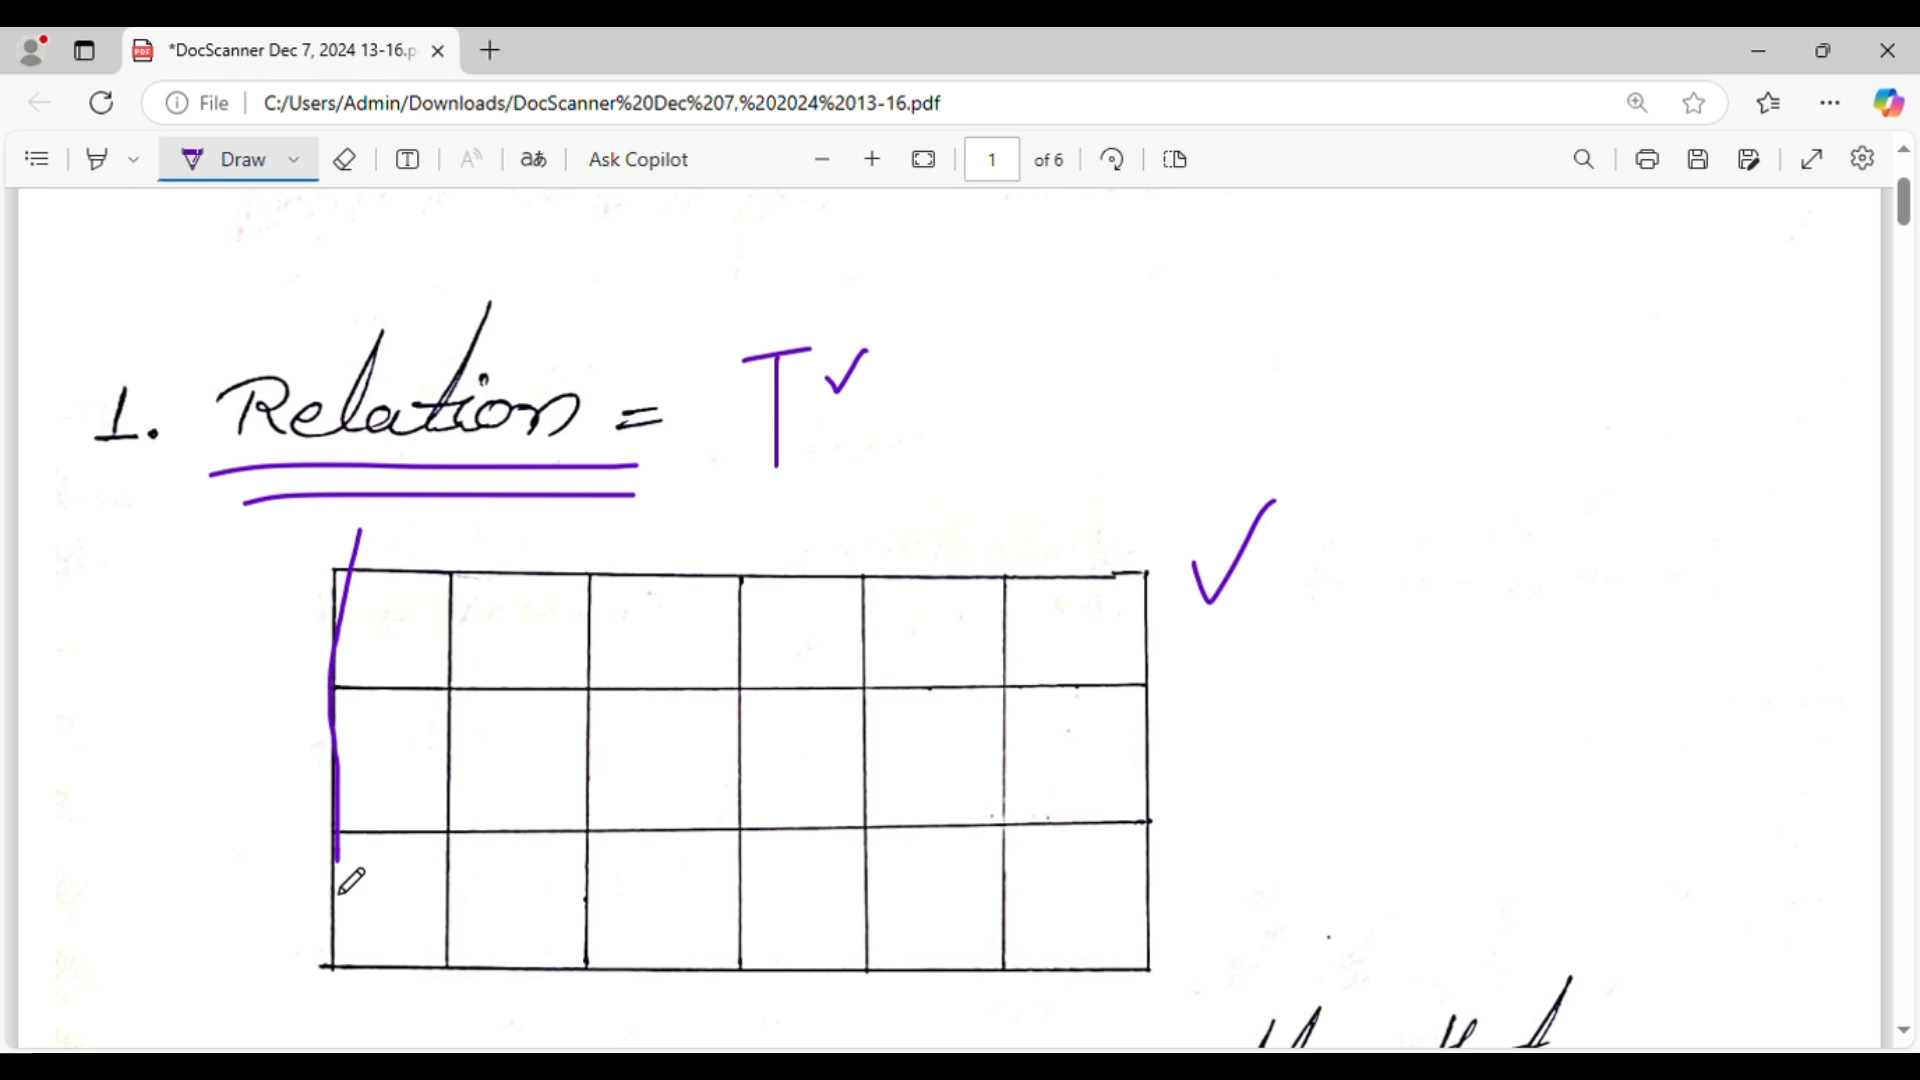 *DocScanner Dec 7, 2024 13-16.p
File C:/Users/Admin/Downloads/DocScanner%20Dec%207,%202024%2013-16.pdf
Draw Ask Copilot 1 of 6
1. Relation = T